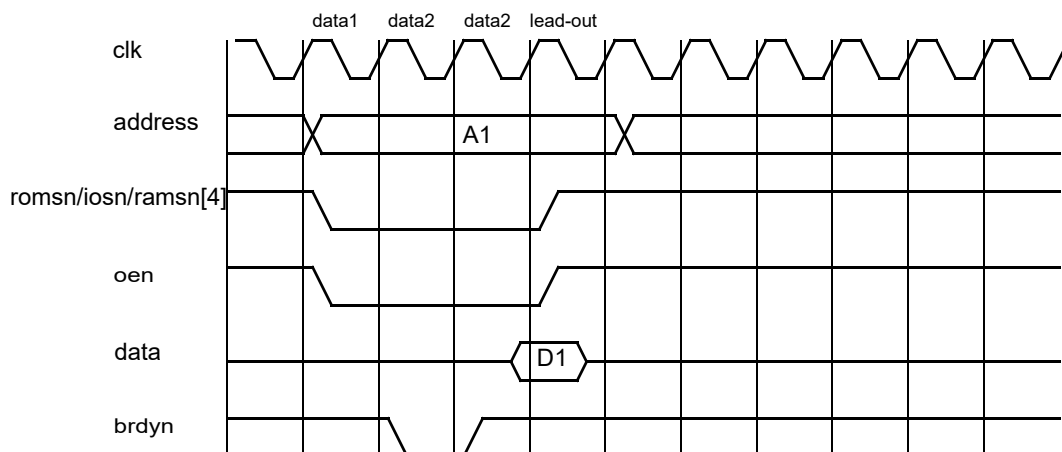 data1 data2 data2 lead-out
clk
address
A1
romsn/iosn/ramsn[4]
oen
data
D1
brdyn